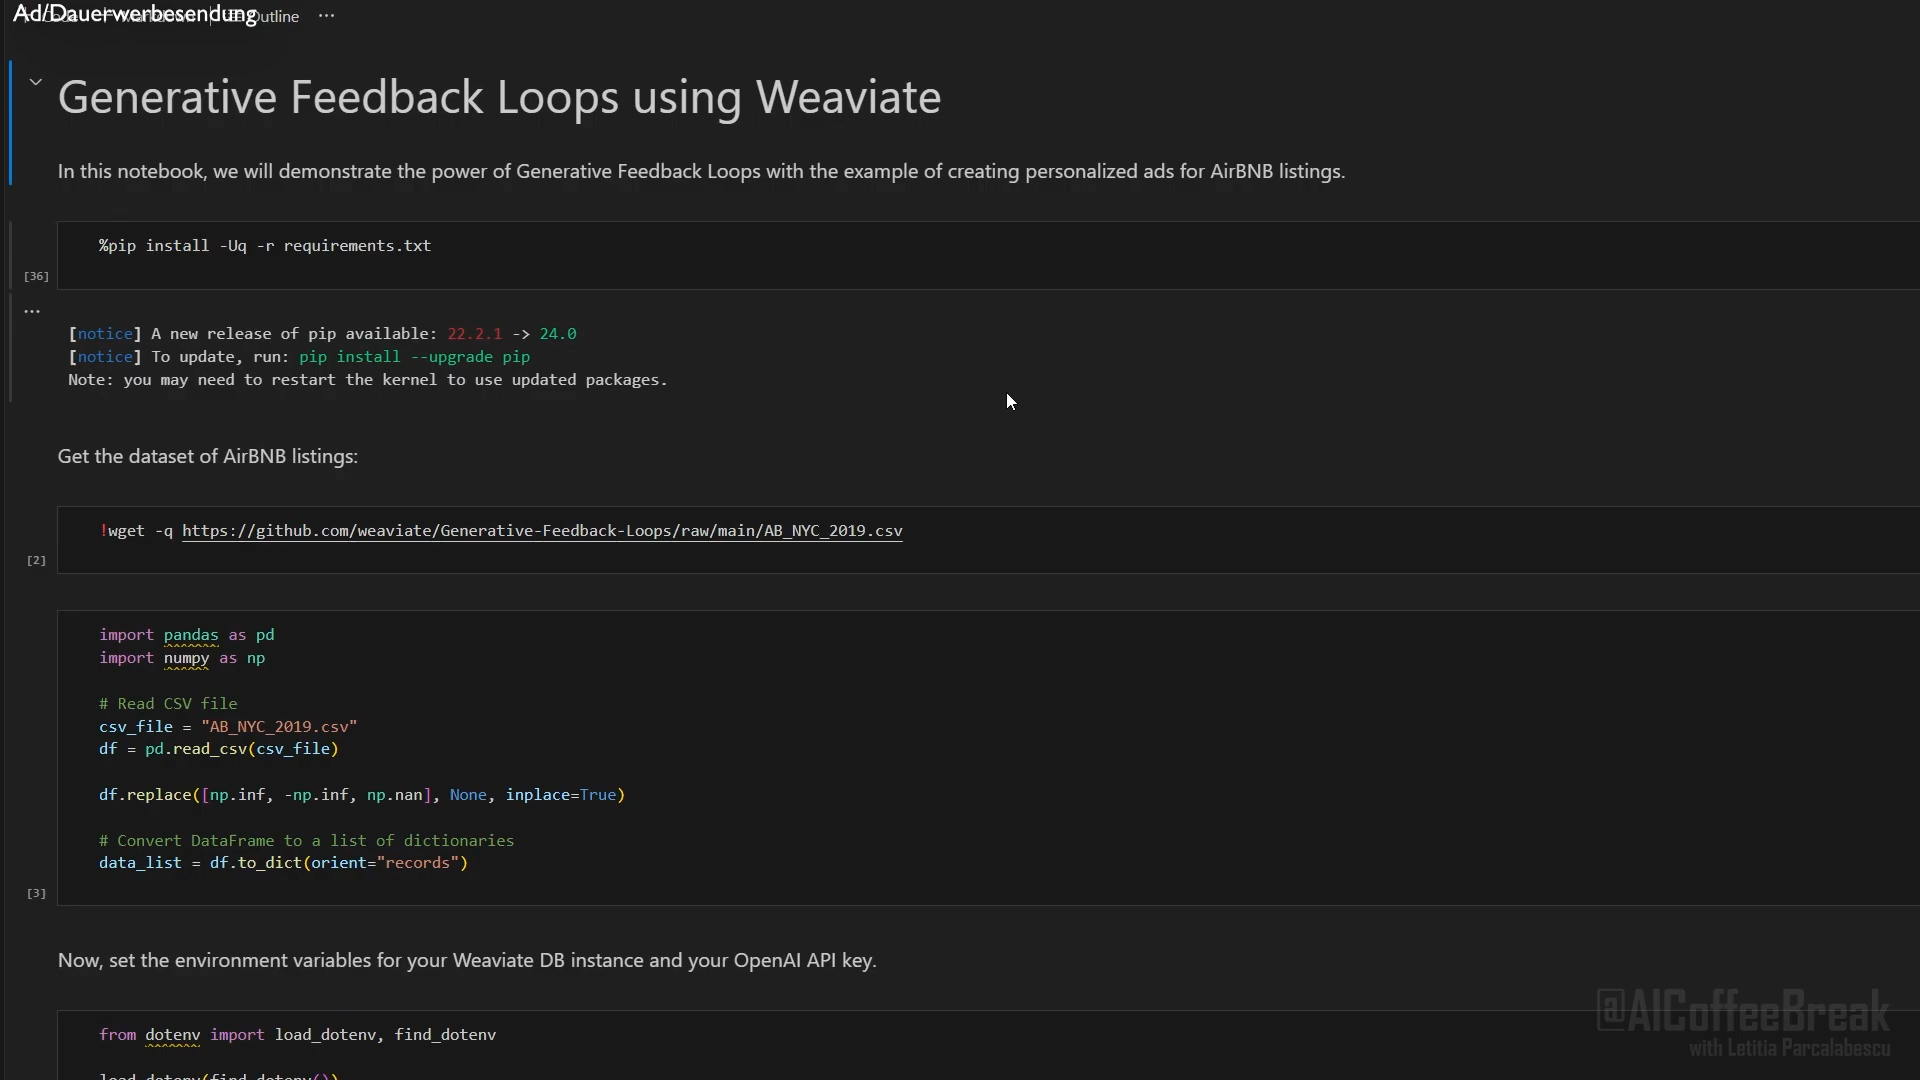 Ad/Dauerwerbesendung
Outline ...
Generative Feedback Loops using Weaviate
In this notebook, we will demonstrate the power of Generative Feedback Loops with the example of creating personalized ads for AirBNB listings.
%pip install -Uq -r requirements.txt
[36]
...
[notice] A new release of pip available: 22.2.1 -> 24.0
[notice] To update, run: pip install --upgrade pip
Note: you may need to restart the kernel to use updated packages.
Get the dataset of AirBNB listings:
!wget -q https://github.com/weaviate/Generative-Feedback-Loops/raw/main/AB_NYC_2019.csv
[2]
import pandas as pd
import numpy as np
# Read CSV file
csv_file = "AB_NYC_2019.csv"
df = pd.read_csv(csv_file)
df.replace([np.inf, -np.inf, np.nan], None, inplace=True)
# Convert DataFrame to a list of dictionaries
data_list = df.to_dict(orient="records")
[3]
Now, set the environment variables for your Weaviate DB instance and your OpenAI API key.
from dotenv import load_dotenv, find_dotenv
load_dotenv(find_dotenv())
@AICoffeeBreak
with Letitia Parcalabescu